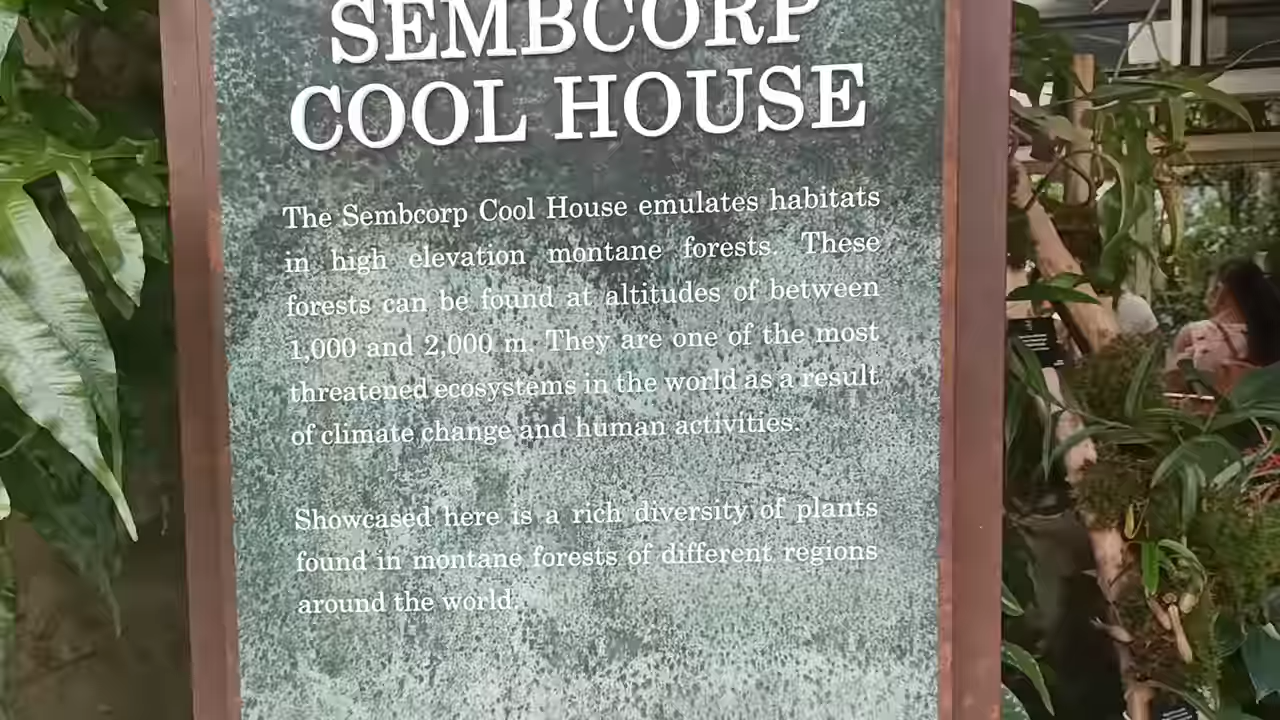 SEMBCORP
COOL HOUSE
The Sembcorp Cool House emulates habitats
in high elevation montane forests. These
forests can be found at altitudes of between
1,000 and 2,000 m. They are one of the most
threatened ecosystems in the world as a result
of climate change and human activities.
Showcased here is a rich diversity of plants
found in montane forests of different regions
around the world.